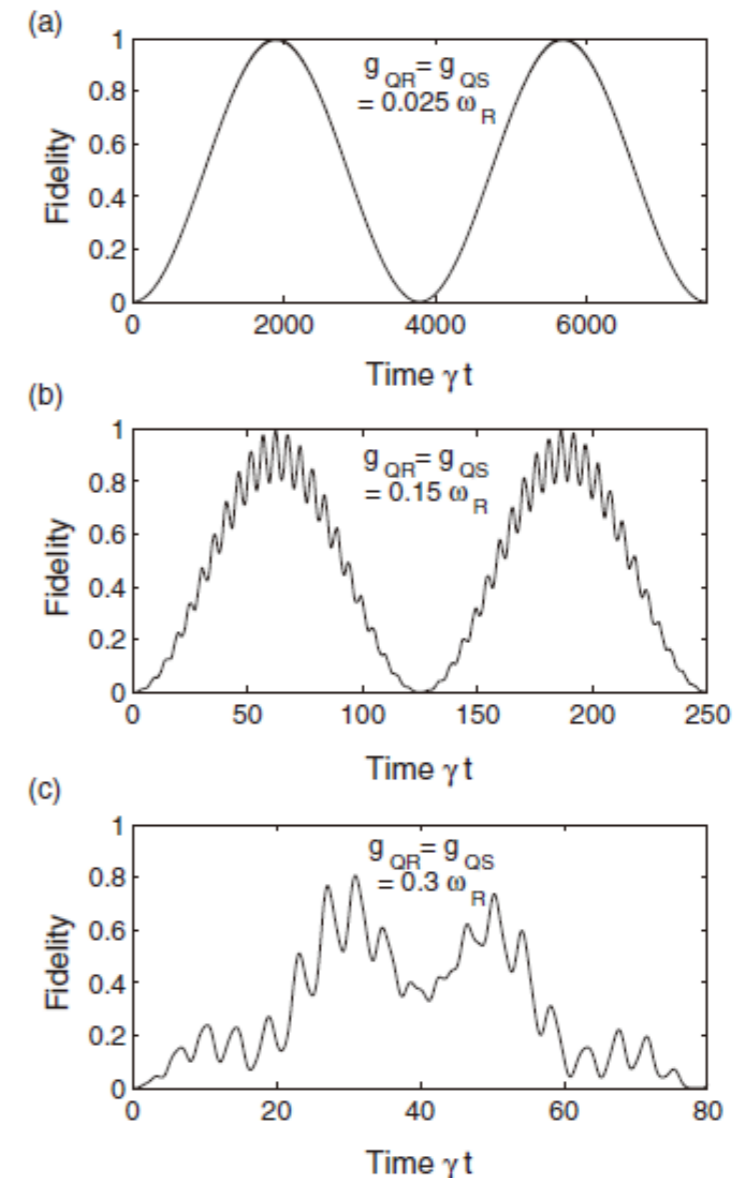 (a)
1
0.8
0.6
0.4
0.2
0
Fidelity
g QR = g QS
= 0.025 ω R
0 2000 4000 6000
Time γ t
(b)
1
0.8
0.6
0.4
0.2
0
Fidelity
g QR = g QS
= 0.15 ω R
0 50 100 150 200 250
Time γ t
(c)
1
0.8
0.6
0.4
0.2
0
Fidelity
g QR = g QS
= 0.3 ω R
0 20 40 60 80
Time γ t